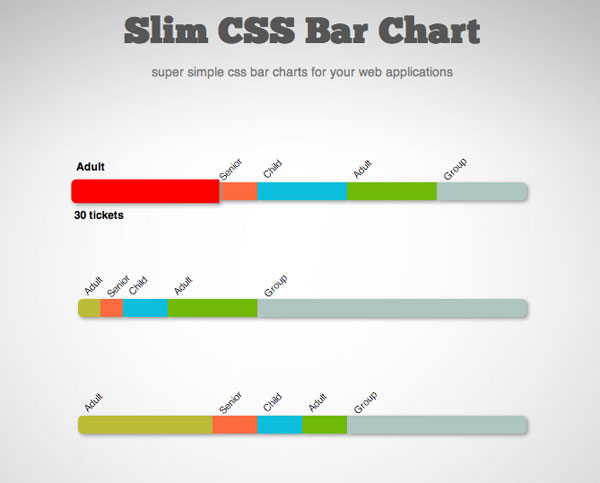 Slim CSS Bar Chart
super simple css bar charts for your web applications
Adult
Senior
Child
Adult
Group
30 tickets
Adult
Senior
Child
Adult
Group
Adult
Senior
Child
Adult
Group